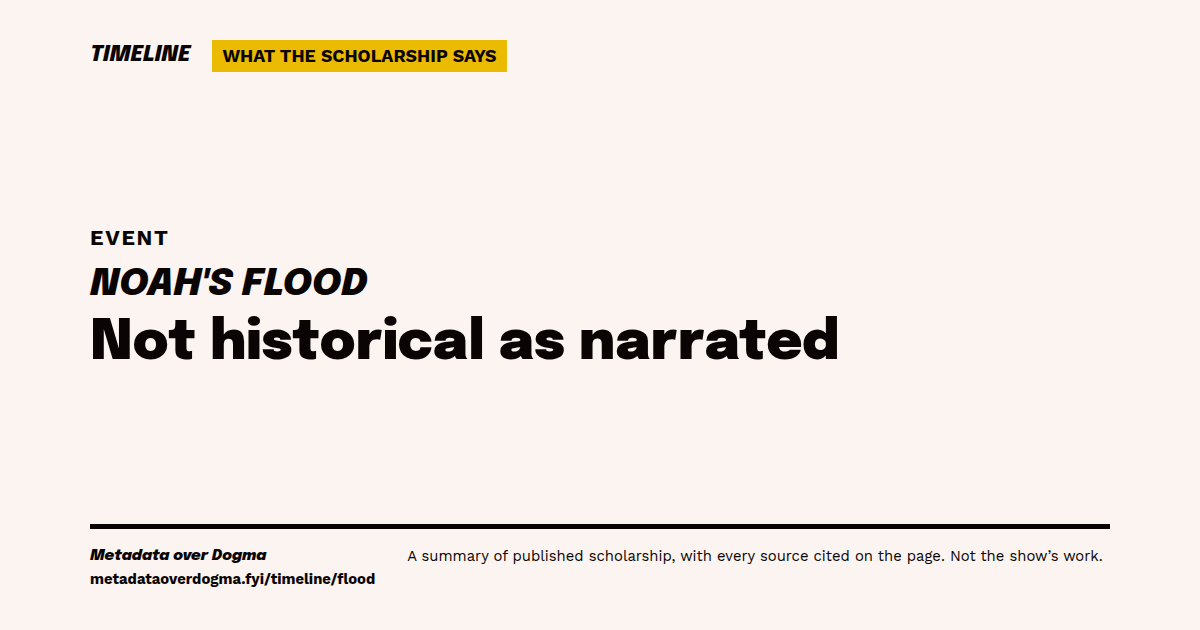 TIMELINE
WHAT THE SCHOLARSHIP SAYS
EVENT
NOAH'S FLOOD
Not historical as narrated
Metadata over Dogma
metadataoverdogma.fyi/timeline/flood
A summary of published scholarship, with every source cited on the page. Not the show’s work.